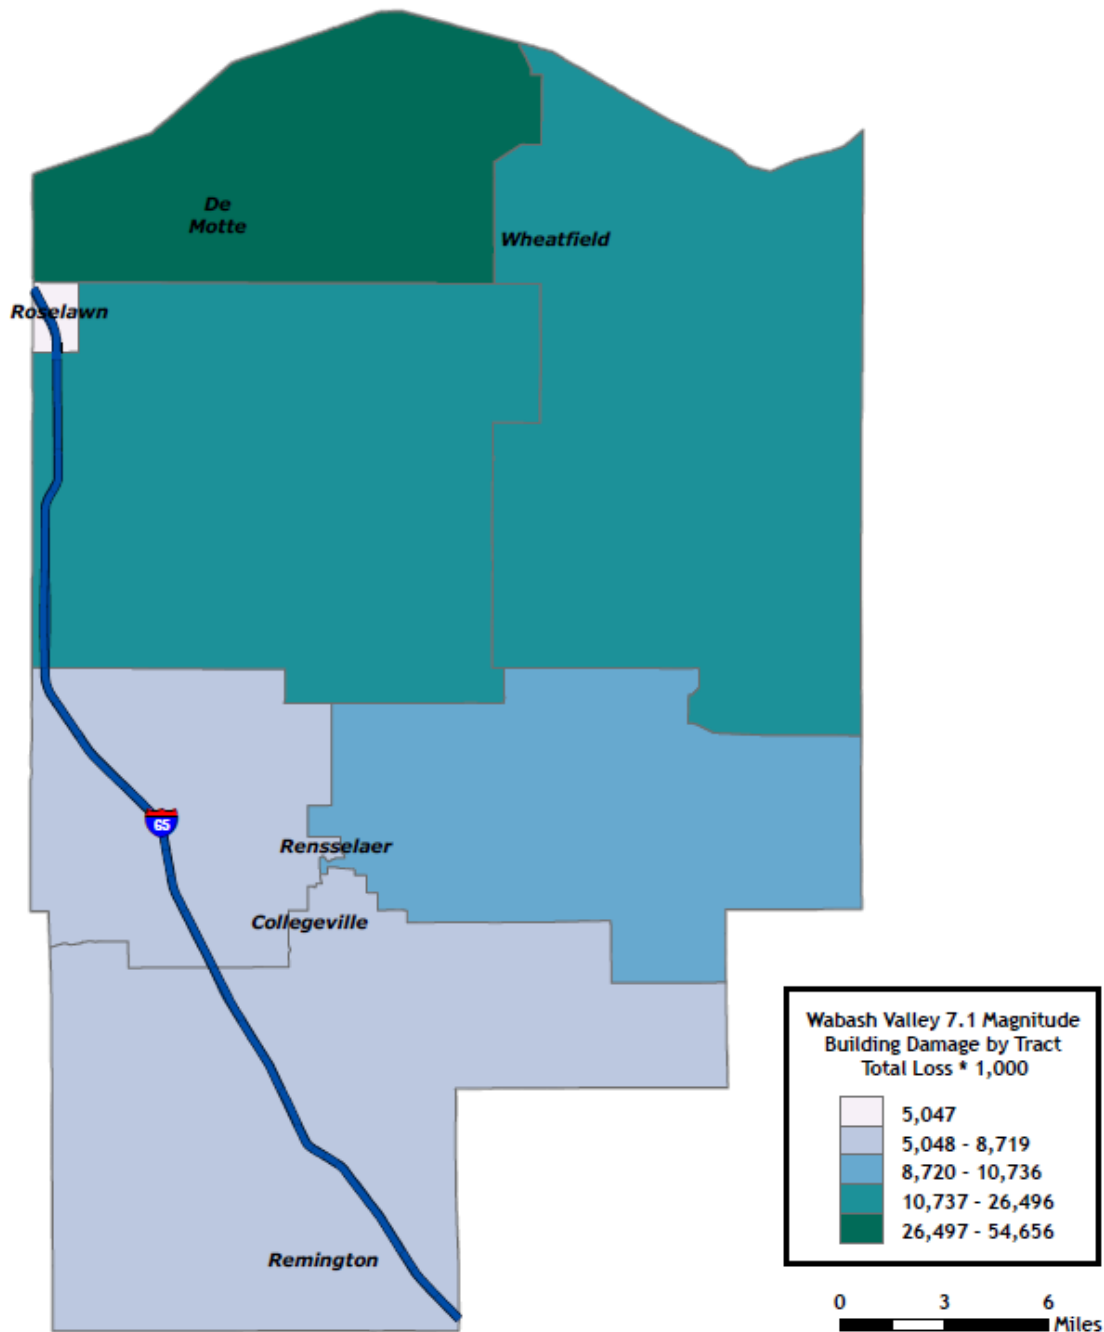 De
Motte
Wheatfield
Roselawn
65
Rensselaer
Collegeville
Remington
Wabash Valley 7.1 Magnitude
Building Damage by Tract
Total Loss * 1,000
5,047
5,048 - 8,719
8,720 - 10,736
10,737 - 26,496
26,497 - 54,656
0 3 6
Miles